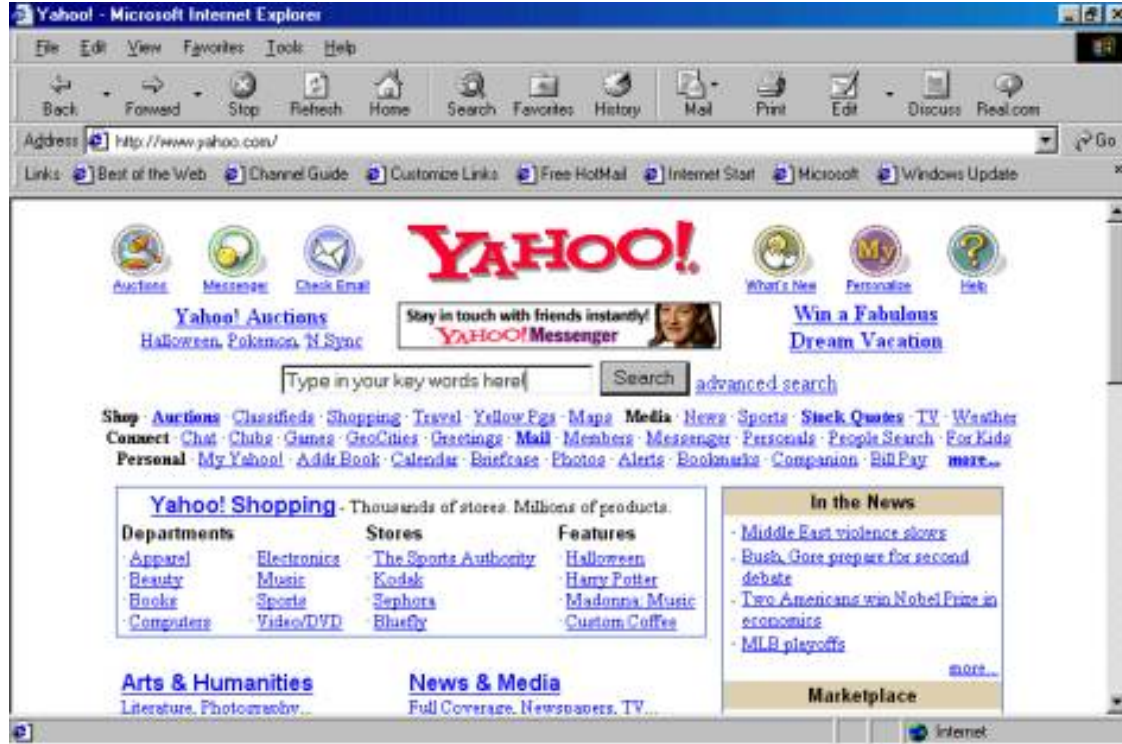 Yahoo! - Microsoft Internet Explorer
File Edit View Favorites Tools Help
Back Forward Stop Refresh Home Search Favorites History Mail Print Edit Discuss Real.com
Address http://www.yahoo.com/ Go
Links Best of the Web Channel Guide Customize Links Free HotMail Internet Start Microsoft Windows Update
YAHOO!
My ?
Auctions Messenger Check Email What's New Personalize Help
Yahoo! Auctions
Halloween, Pokemon, 'N Sync
Stay in touch with friends instantly!
YAHOO! Messenger
Win a Fabulous
Dream Vacation
Type in your key words here! Search advanced search
Shop · Auctions · Classifieds · Shopping · Travel · Yellow Pgs · Maps Media · News · Sports · Stock Quotes · TV · Weather
Connect · Chat · Clubs · Games · GeoCities · Greetings · Mail · Members · Messenger · Personals · People Search · For Kids
Personal · My Yahoo! · Addr Book · Calendar · Briefcase · Photos · Alerts · Bookmarks · Companion · Bill Pay more...
Yahoo! Shopping - Thousands of stores. Millions of products.
Departments Stores Features
· Apparel · Electronics · The Sports Authority · Halloween
· Beauty · Music · Kodak · Harry Potter
· Books · Sports · Sephora · Madonna: Music
· Computers · Video/DVD · Bluefly · Custom Coffee
In the News
· Middle East violence slows
· Bush, Gore prepare for second
debate
· Two Americans win Nobel Prize in
economics
· MLB playoffs
more...
Marketplace
Arts & Humanities News & Media
Literature, Photography... Full Coverage, Newspapers, TV...
Internet